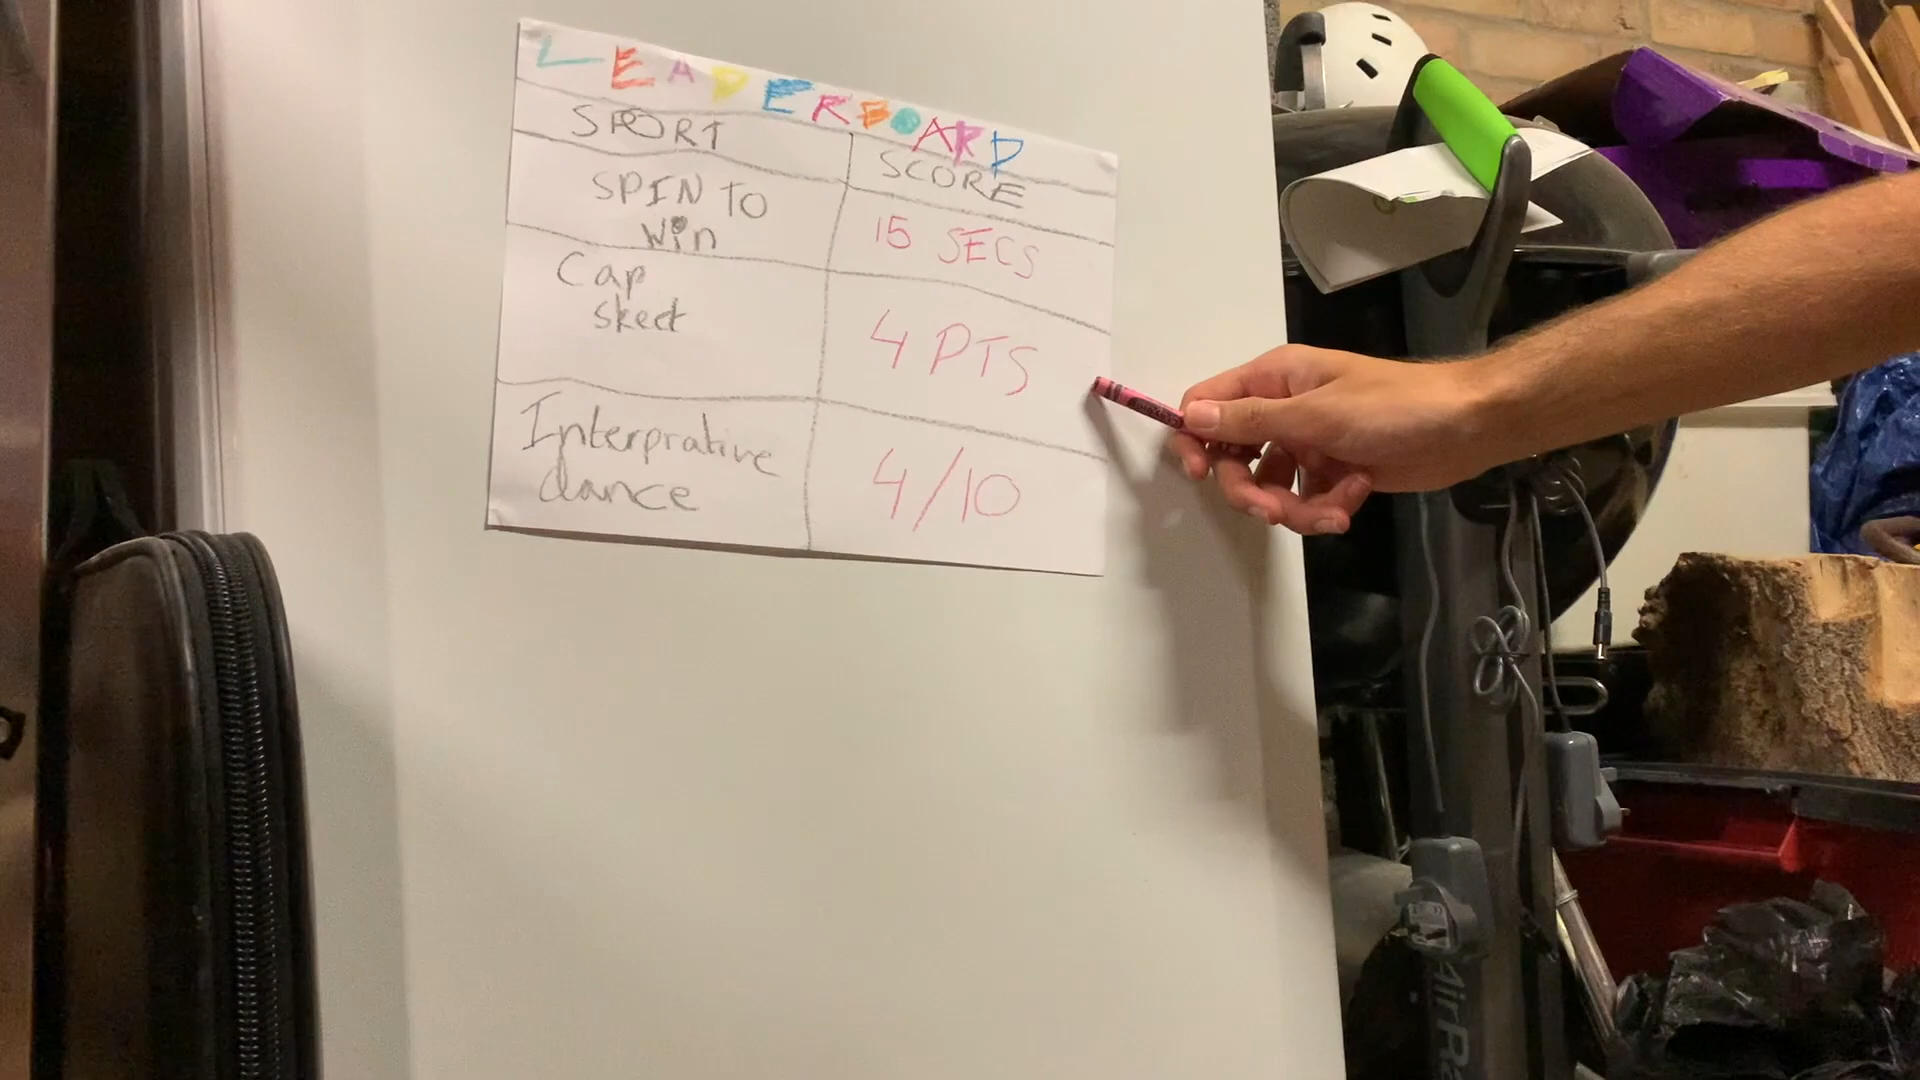 LEADERBOARD
SPORT
SCORE
SPIN TO
Win
15 SECS
Cap
skeet
4 PTS
Interprative
dance
4/10